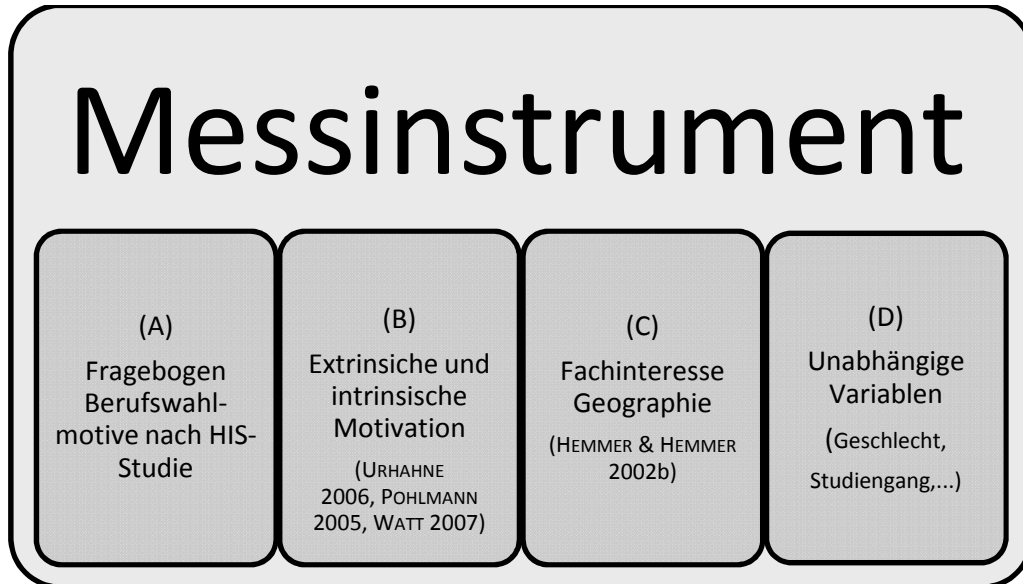 Messinstrument
(A)
Fragebogen
Berufswahl-
motive nach HIS-
Studie
(B)
Extrinsiche und
intrinsische
Motivation
(URHAHNE
2006, POHLMANN
2005, WATT 2007)
(C)
Fachinteresse
Geographie
(HEMMER & HEMMER
2002b)
(D)
Unabhängige
Variablen
(Geschlecht,
Studiengang,...)